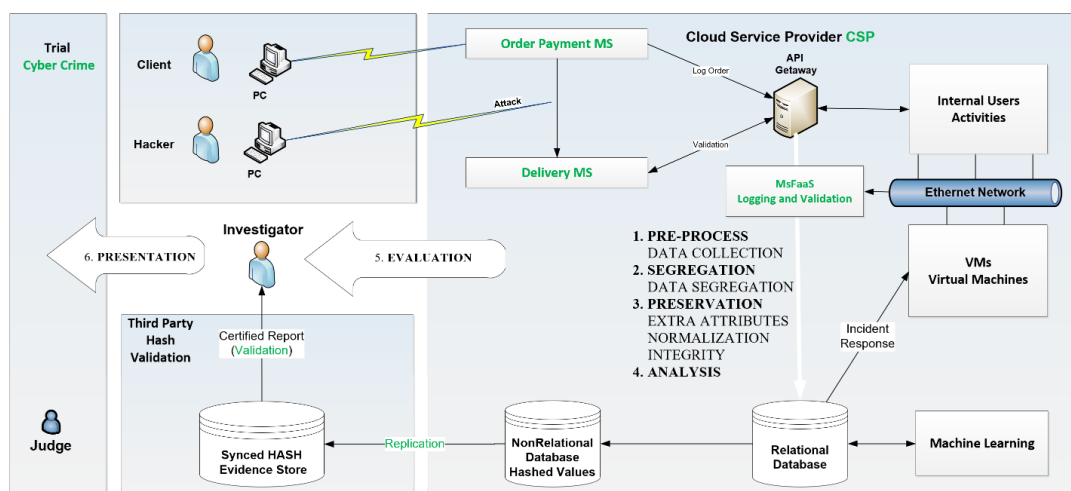 Trial
Cyber Crime
Client
PC
Hacker
PC
Order Payment MS
Attack
Delivery MS
Cloud Service Provider CSP
API
Getaway
Log Order
Validation
Internal Users
Activities
MsFaaS
Logging and Validation
Ethernet Network
VMs
Virtual Machines
6. PRESENTATION
Investigator
5. EVALUATION
1. PRE-PROCESS
DATA COLLECTION
2. SEGREGATION
DATA SEGREGATION
3. PRESERVATION
EXTRA ATTRIBUTES
NORMALIZATION
INTEGRITY
4. ANALYSIS
Incident
Response
Third Party
Hash
Validation
Certified Report
(Validation)
Judge
Synced HASH
Evidence Store
Replication
NonRelational
Database
Hashed Values
Relational
Database
Machine Learning